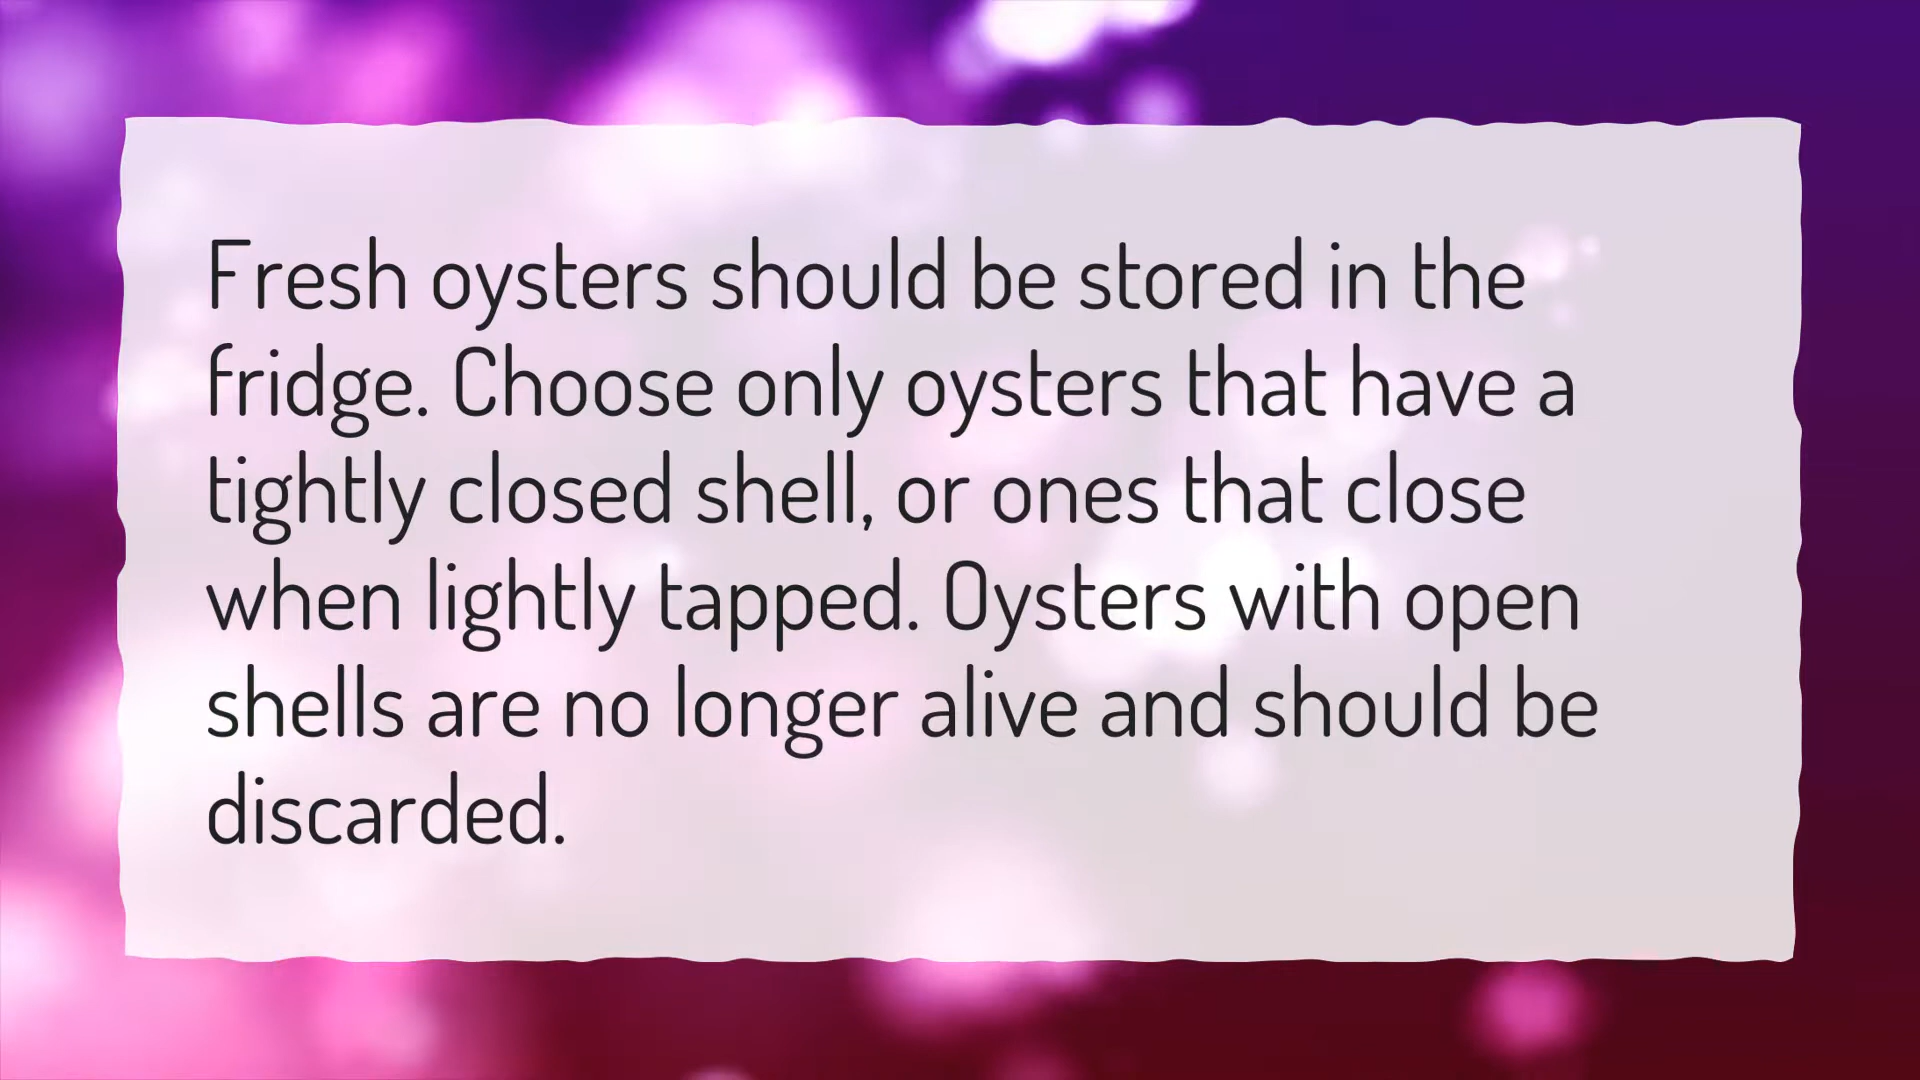 Fresh oysters should be stored in the
fridge. Choose only oysters that have a
tightly closed shell, or ones that close
when lightly tapped. Oysters with open
shells are no longer alive and should be
discarded.